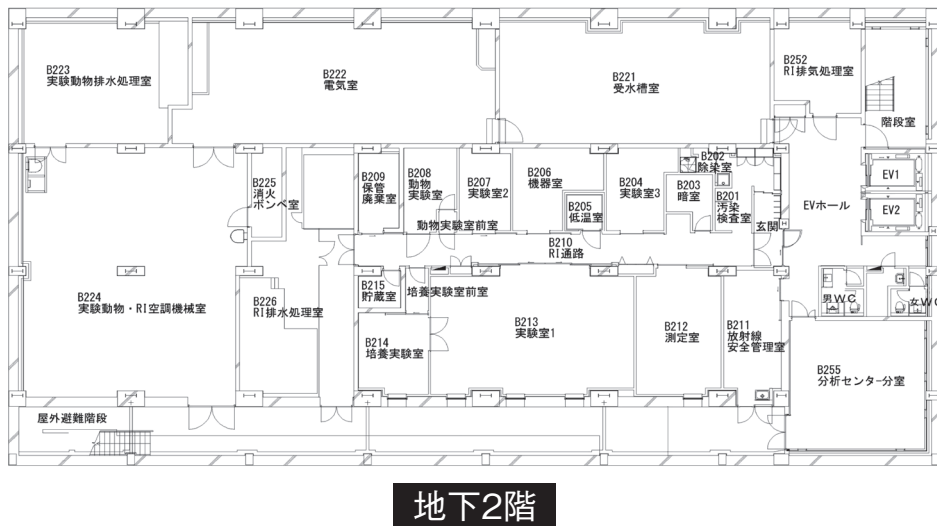 B223
実験動物排水処理室
B222
電気室
B221
受水槽室
B252
RI排気処理室
階段室
B225
消火
ボンベ室
B209
保管
廃棄室
B208
動物
実験室
B207
実験室2
B206
機器室
B205
低温室
B204
実験室3
B203
暗室
B202
除染室
B201
汚染
検査室
玄関
EVホール
EV1
EV2
動物実験室前室
B210
RI通路
B224
実験動物・RI空調機械室
B226
RI排水処理室
B215
貯蔵室
培養実験室前室
B214
培養実験室
B213
実験室1
B212
測定室
B211
放射線
安全管理室
男WC
女WC
B255
分析センター分室
屋外避難階段
地下2階